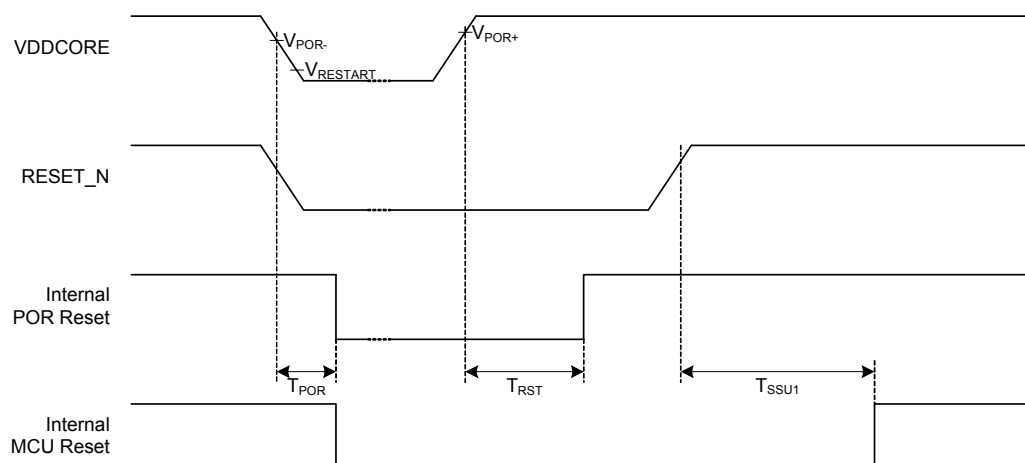 VDDCORE
VPOR-
VPOR+
VRESTART
RESET_N
Internal
POR Reset
TPOR
TRST
TSSU1
Internal
MCU Reset